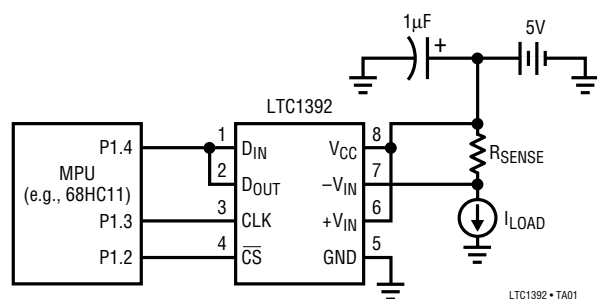 1µF
+
5V
LTC1392
MPU
(e.g., 68HC11)
P1.4
P1.3
P1.2
1
2
3
4
DIN
DOUT
CLK
CS
VCC
–VIN
+VIN
GND
8
7
6
5
RSENSE
ILOAD
LTC1392 • TA01